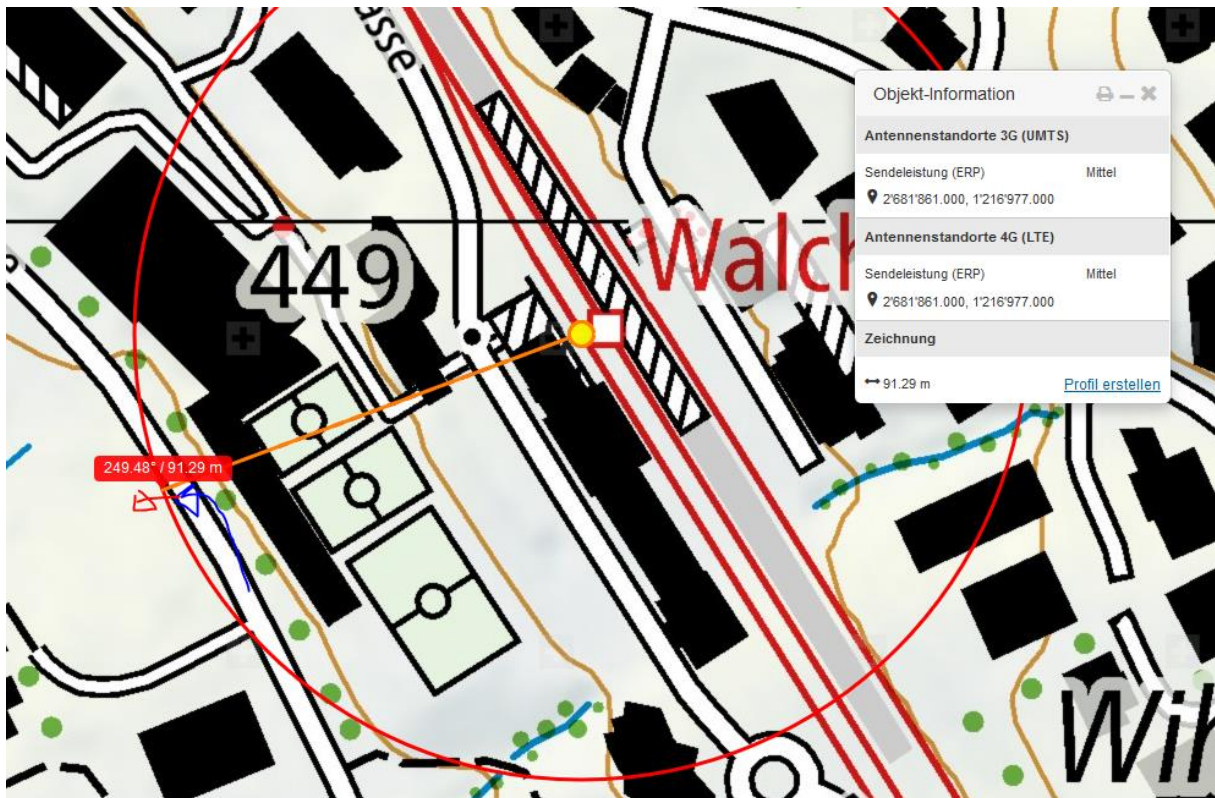 asse
449
Walch
249.48° / 91.29 m
Wil
Objekt-Information
Antennenstandorte 3G (UMTS)
Sendeleistung (ERP) Mittel
2'681'861.000, 1'216'977.000
Antennenstandorte 4G (LTE)
Sendeleistung (ERP) Mittel
2'681'861.000, 1'216'977.000
Zeichnung
91.29 m Profil erstellen